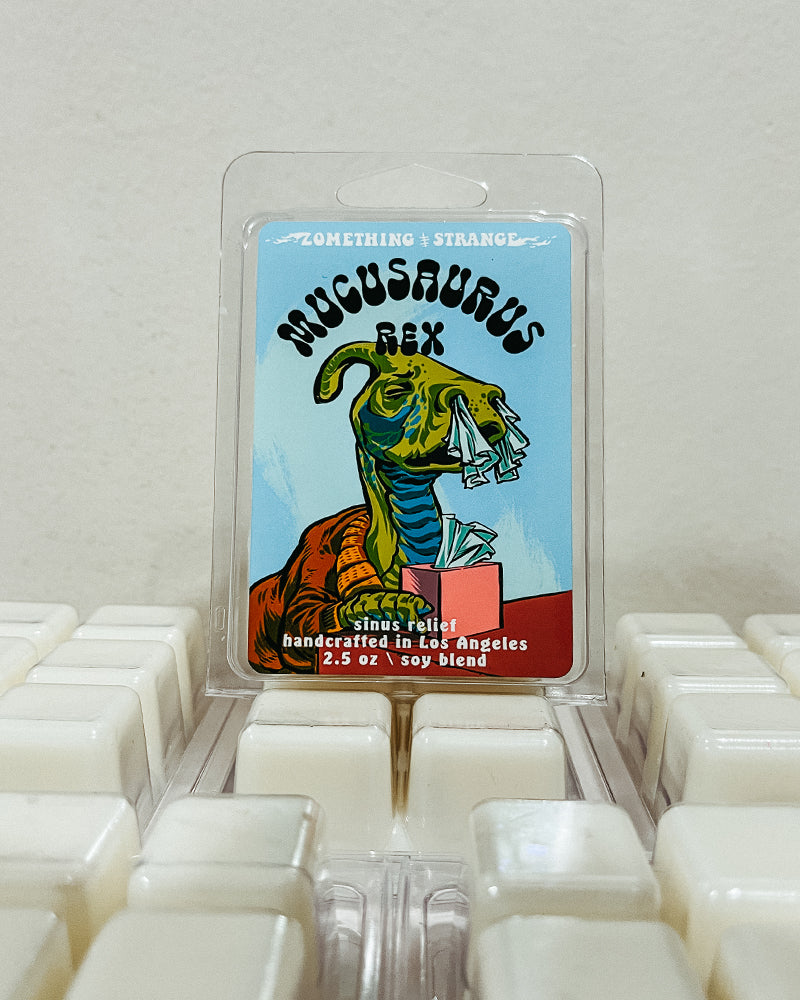 ZOMETHING STRANGE
MUCUSAURUS
REX
sinus relief
handcrafted in Los Angeles
2.5 oz \ soy blend